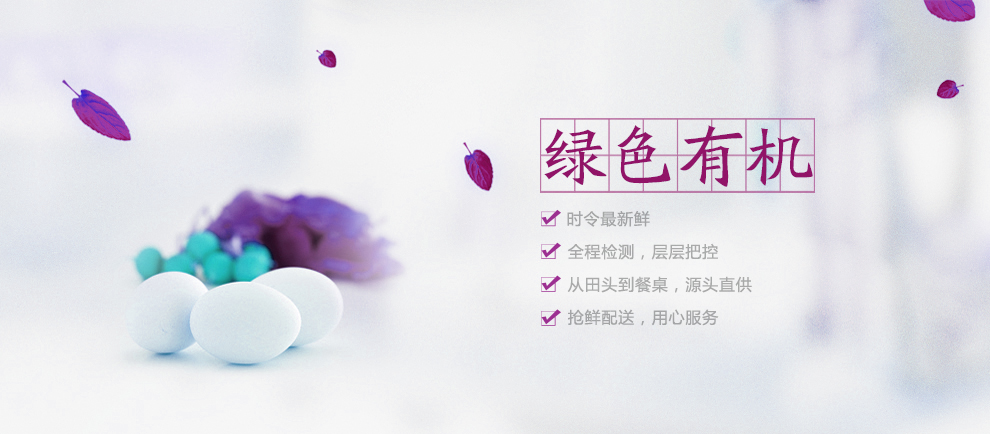 绿色有机
时令最新鲜
全程检测，层层把控
从田头到餐桌，源头直供
抢鲜配送，用心服务